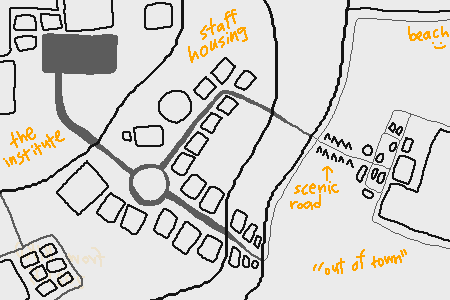 staff
housing
beach
the
institute
scenic
road
"out of town"